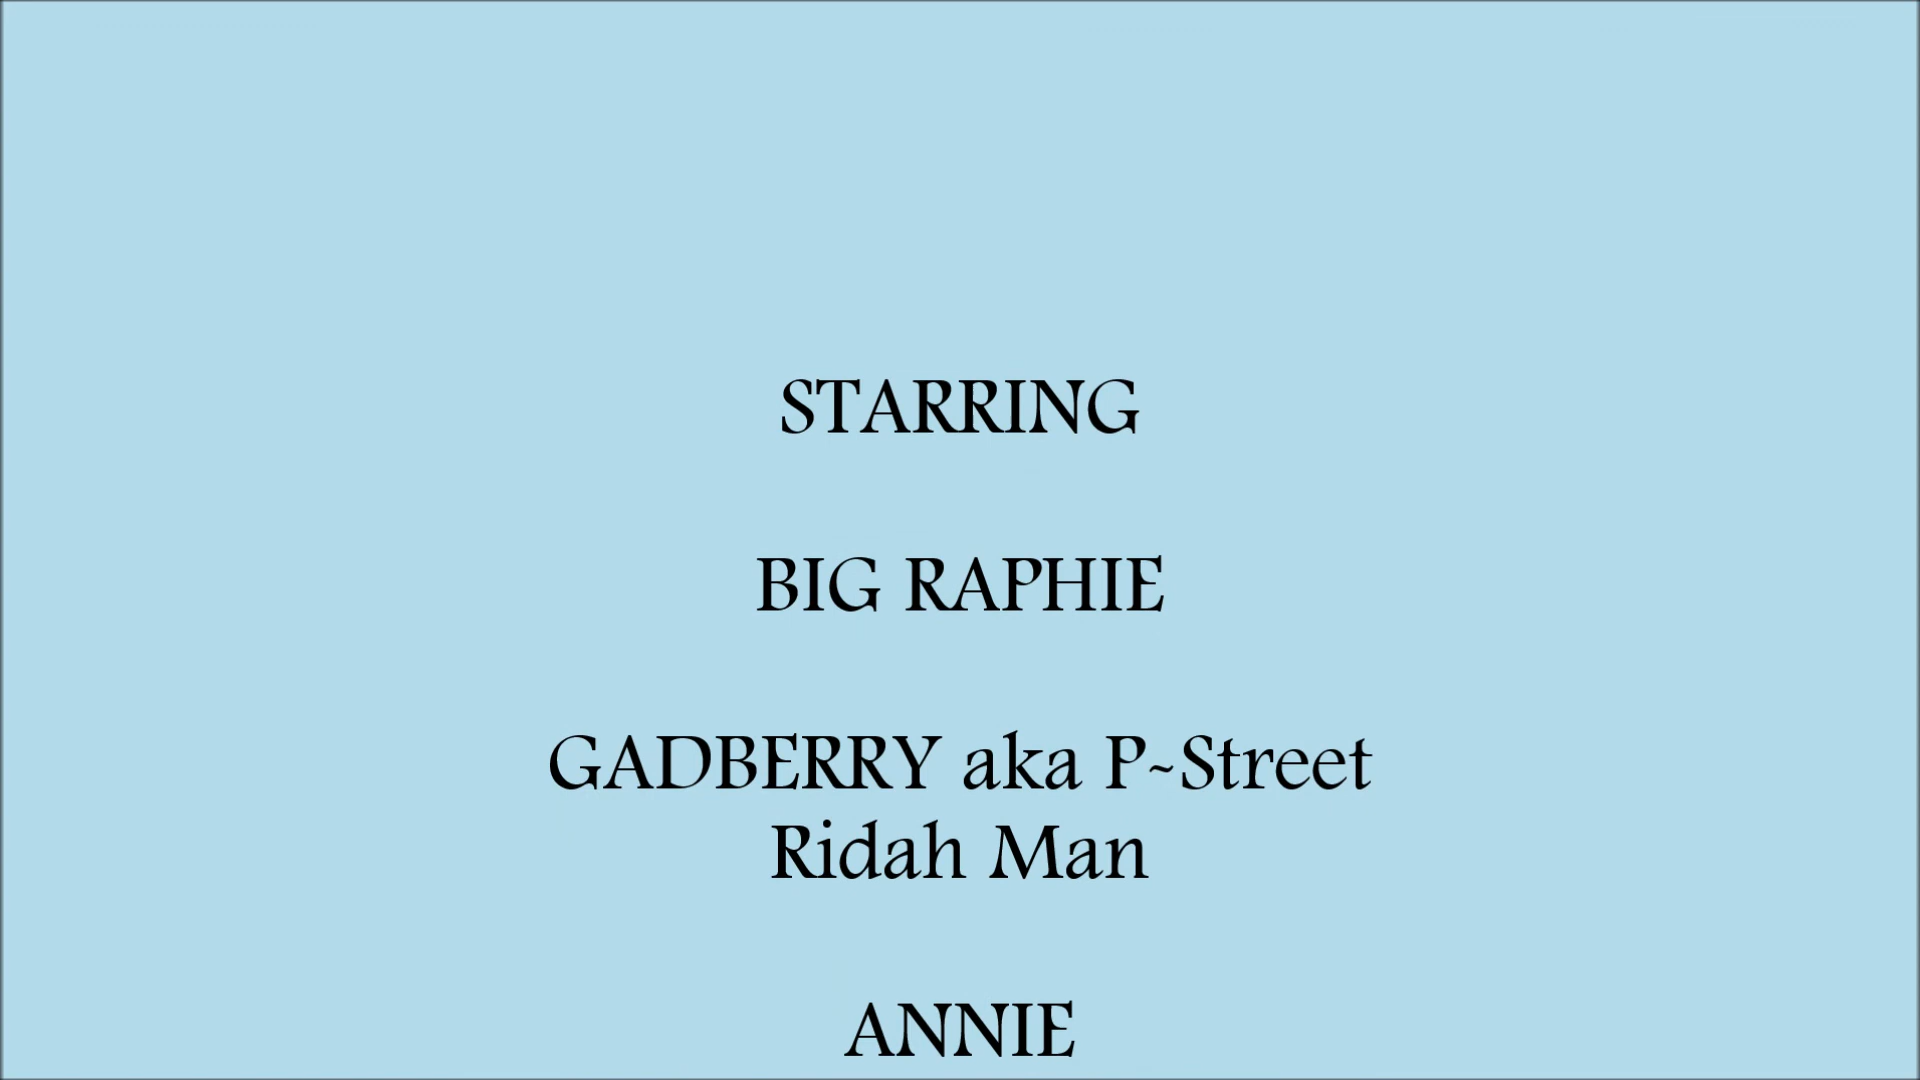 STARRING
BIG RAPHIE
GADBERRY aka P~Street
Ridah Man
ANNIE